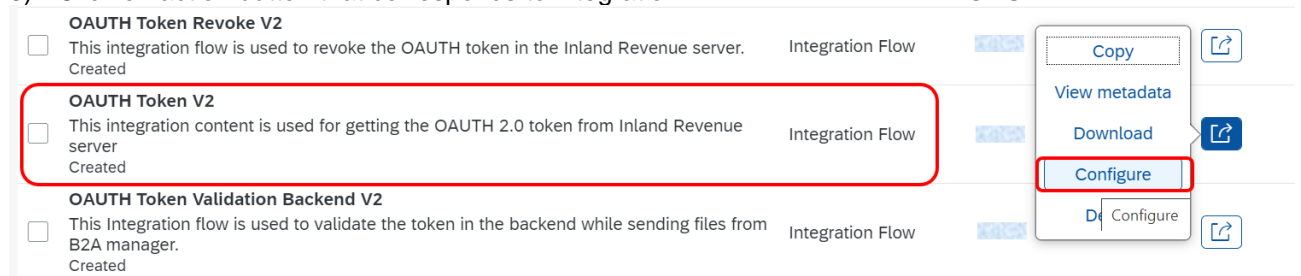 OAUTH Token Revoke V2
This integration flow is used to revoke the OAUTH token in the Inland Revenue server.
Integration Flow
Created
Copy
View metadata
OAUTH Token V2
This integration content is used for getting the OAUTH 2.0 token from Inland Revenue
server
Integration Flow
Download
Created
Configure
OAUTH Token Validation Backend V2
This Integration flow is used to validate the token in the backend while sending files from
B2A manager.
Integration Flow
Configure
Created